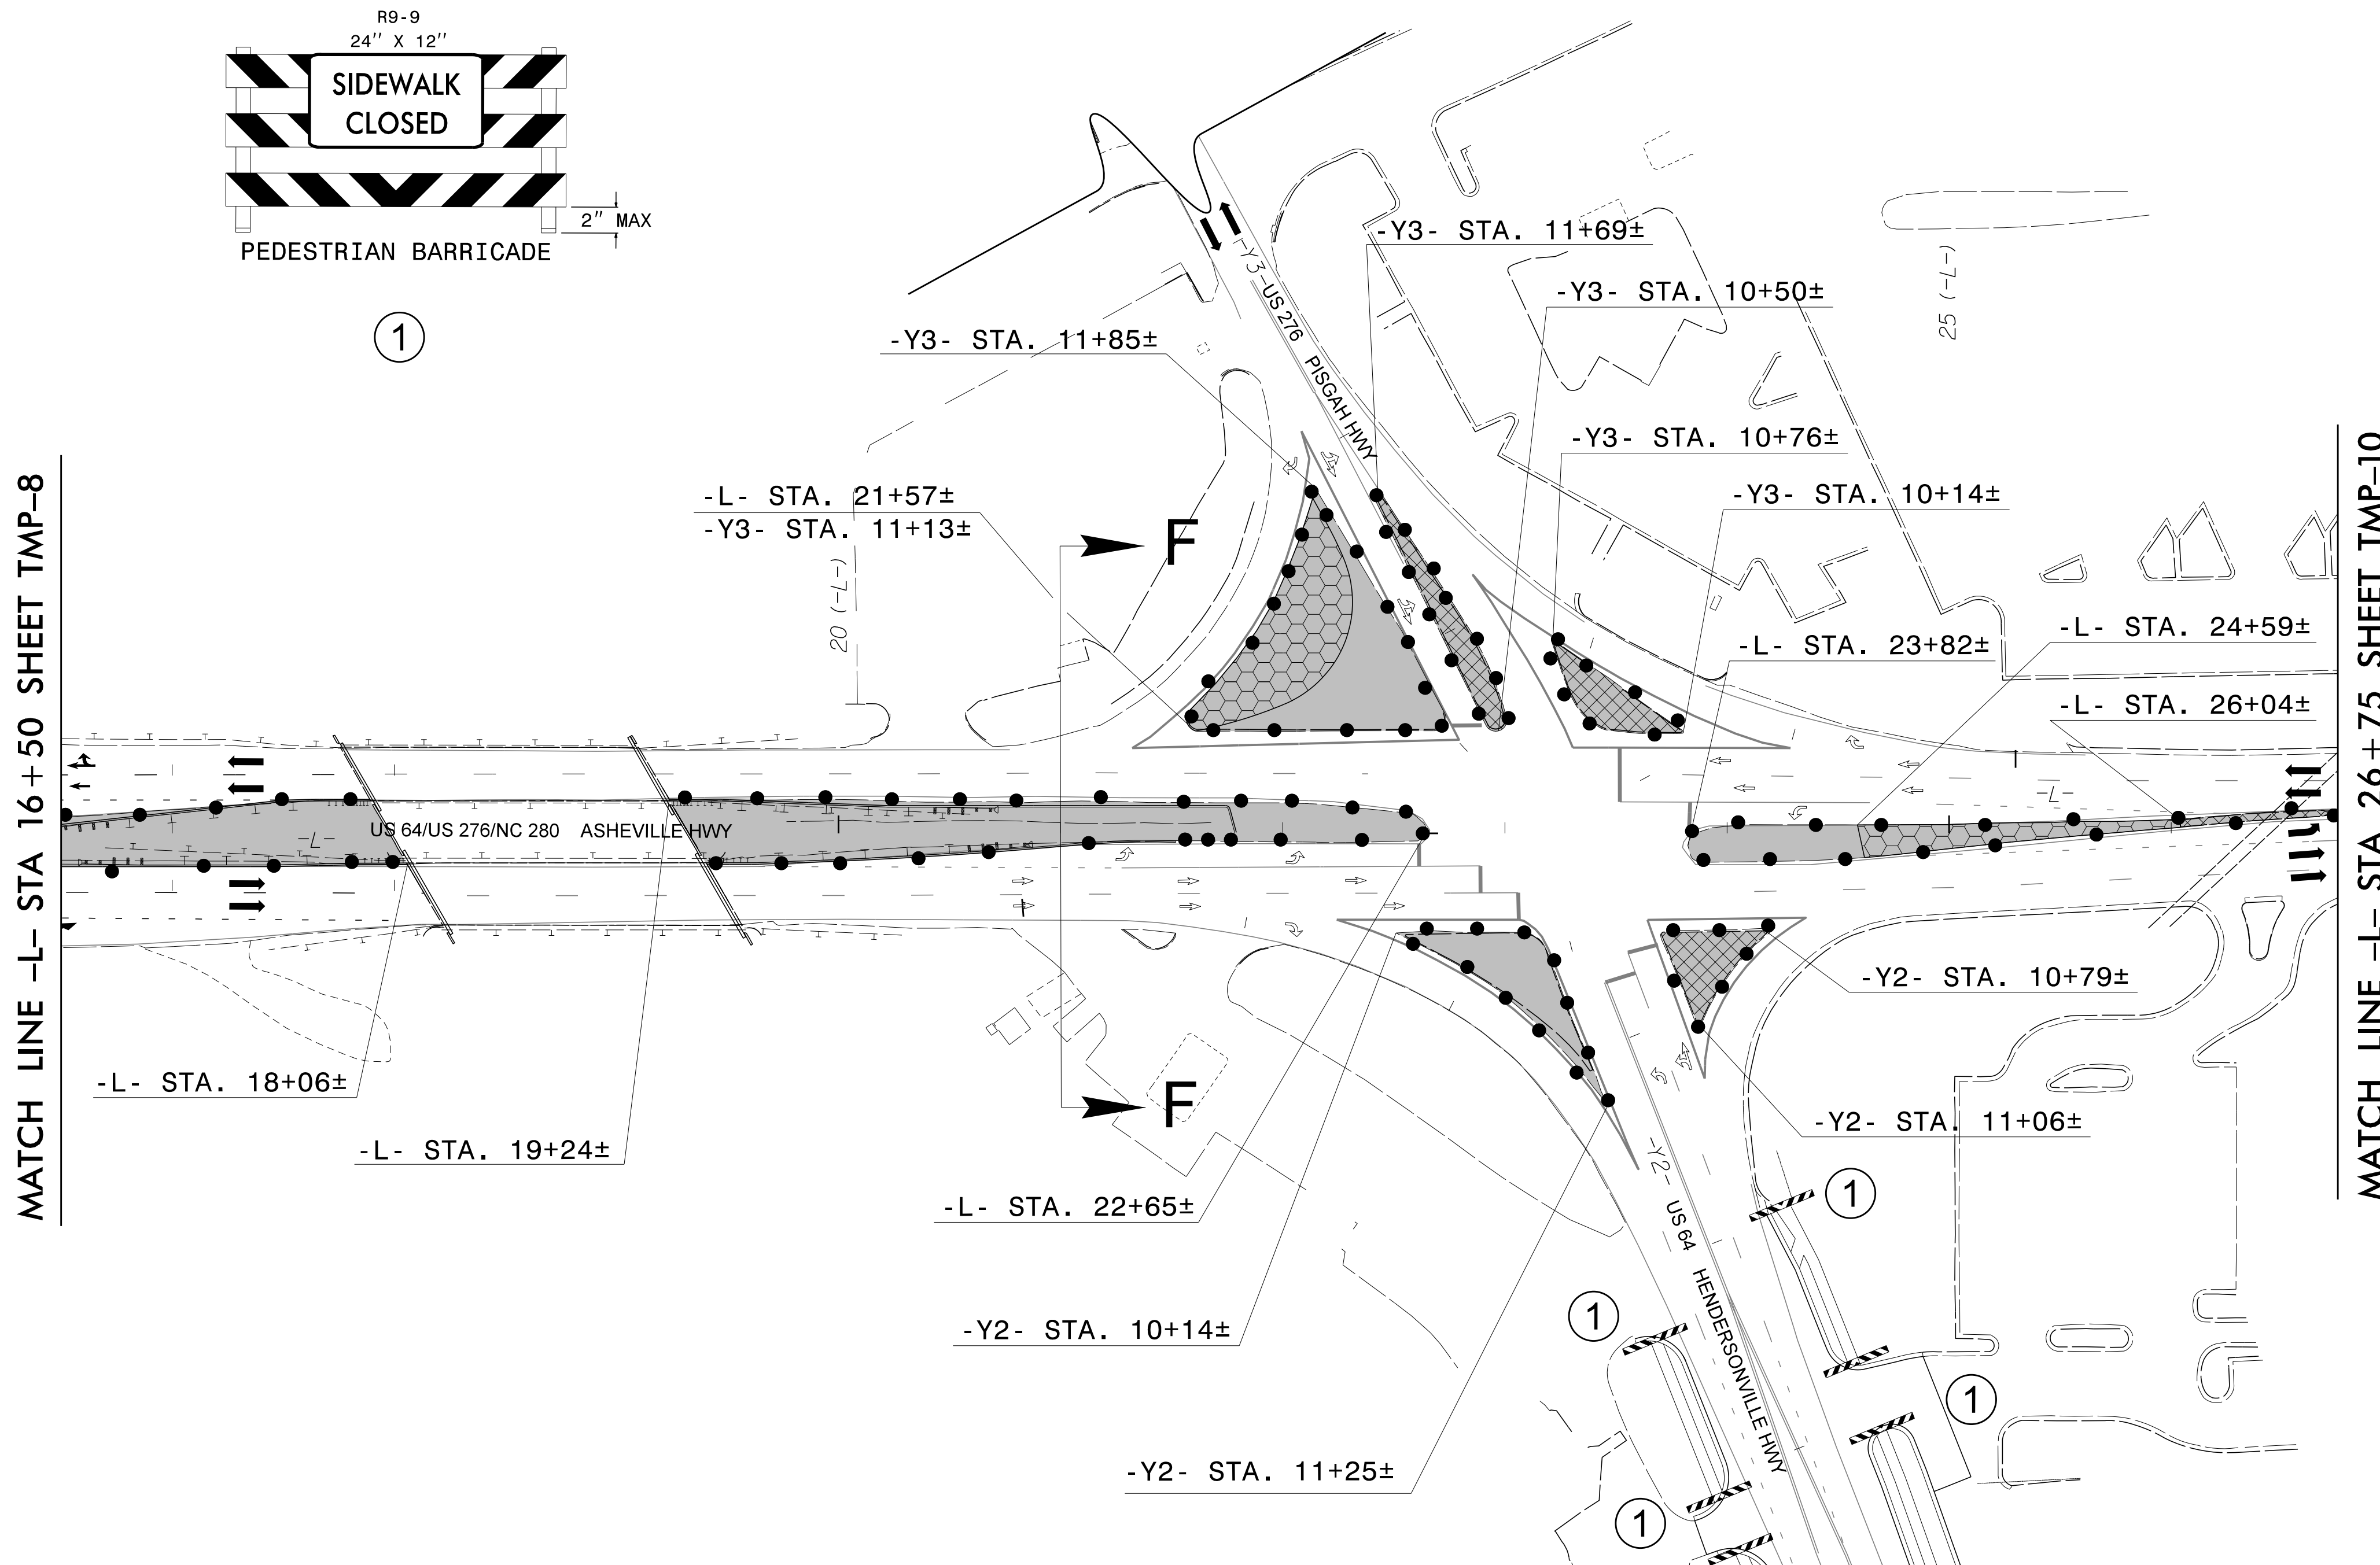 R9-9
24" X 12"
SIDEWALK
CLOSED
2" MAX
PEDESTRIAN BARRICADE
1
-Y3- STA. 11+69±
-Y3- STA. 10+50±
-Y3- STA. 11+85±
-Y3- US 276 PISGAH HWY
25 (-L-)
-Y3- STA. 10+76±
-L- STA. 21+57±
-Y3- STA. 11+13±
-Y3- STA. 10+14±
F
20 (-L-)
-L- STA. 23+82±
-L- STA. 24+59±
-L- STA. 26+04±
MATCH LINE -L- STA 16+50 SHEET TMP-8
MATCH LINE -L- STA 26+75 SHEET TMP-10
-L-
US 64/US 276/NC 280 ASHEVILLE HWY
-L-
-Y2- STA. 10+79±
-L- STA. 18+06±
F
-Y2- STA. 11+06±
-L- STA. 19+24±
-L- STA. 22+65±
1
-Y2- US 64 HENDERSONVILLE HWY
-Y2- STA. 10+14±
1
1
-Y2- STA. 11+25±
1